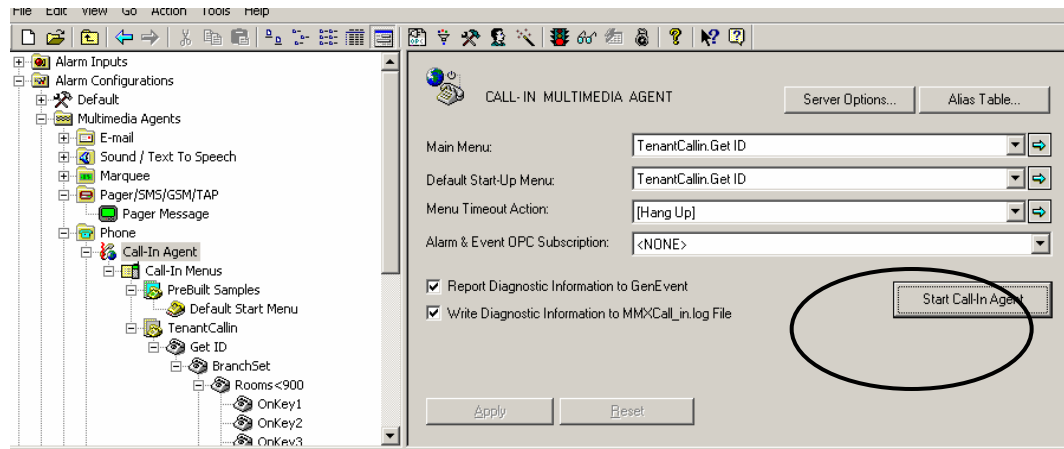 File Edit View Go Action Tools Help
Alarm Inputs
Alarm Configurations
Default
Multimedia Agents
E-mail
Sound / Text To Speech
Marquee
Pager/SMS/GSM/TAP
Pager Message
Phone
Call-In Agent
Call-In Menus
PreBuilt Samples
Default Start Menu
TenantCallin
Get ID
BranchSet
Rooms<900
OnKey1
OnKey2
OnKey3
CALL-IN MULTIMEDIA AGENT
Server Options... Alias Table...
Main Menu: TenantCallin.Get ID
Default Start-Up Menu: TenantCallin.Get ID
Menu Timeout Action: [Hang Up]
Alarm & Event OPC Subscription: <NONE>
Report Diagnostic Information to GenEvent
Write Diagnostic Information to MMXCall_in.log File
Start Call-In Agent
Apply Reset